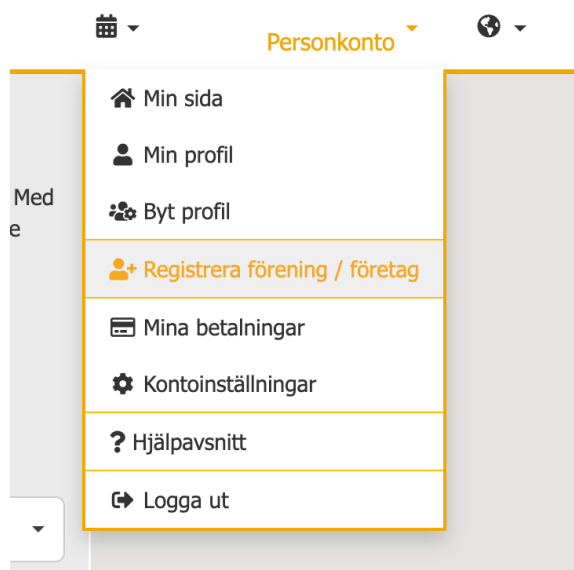 Personkonto
Min sida
Min profil
Med
Byt profil
e
Registrera förening / företag
Mina betalningar
Kontoinställningar
? Hjälpavsnitt
Logga ut